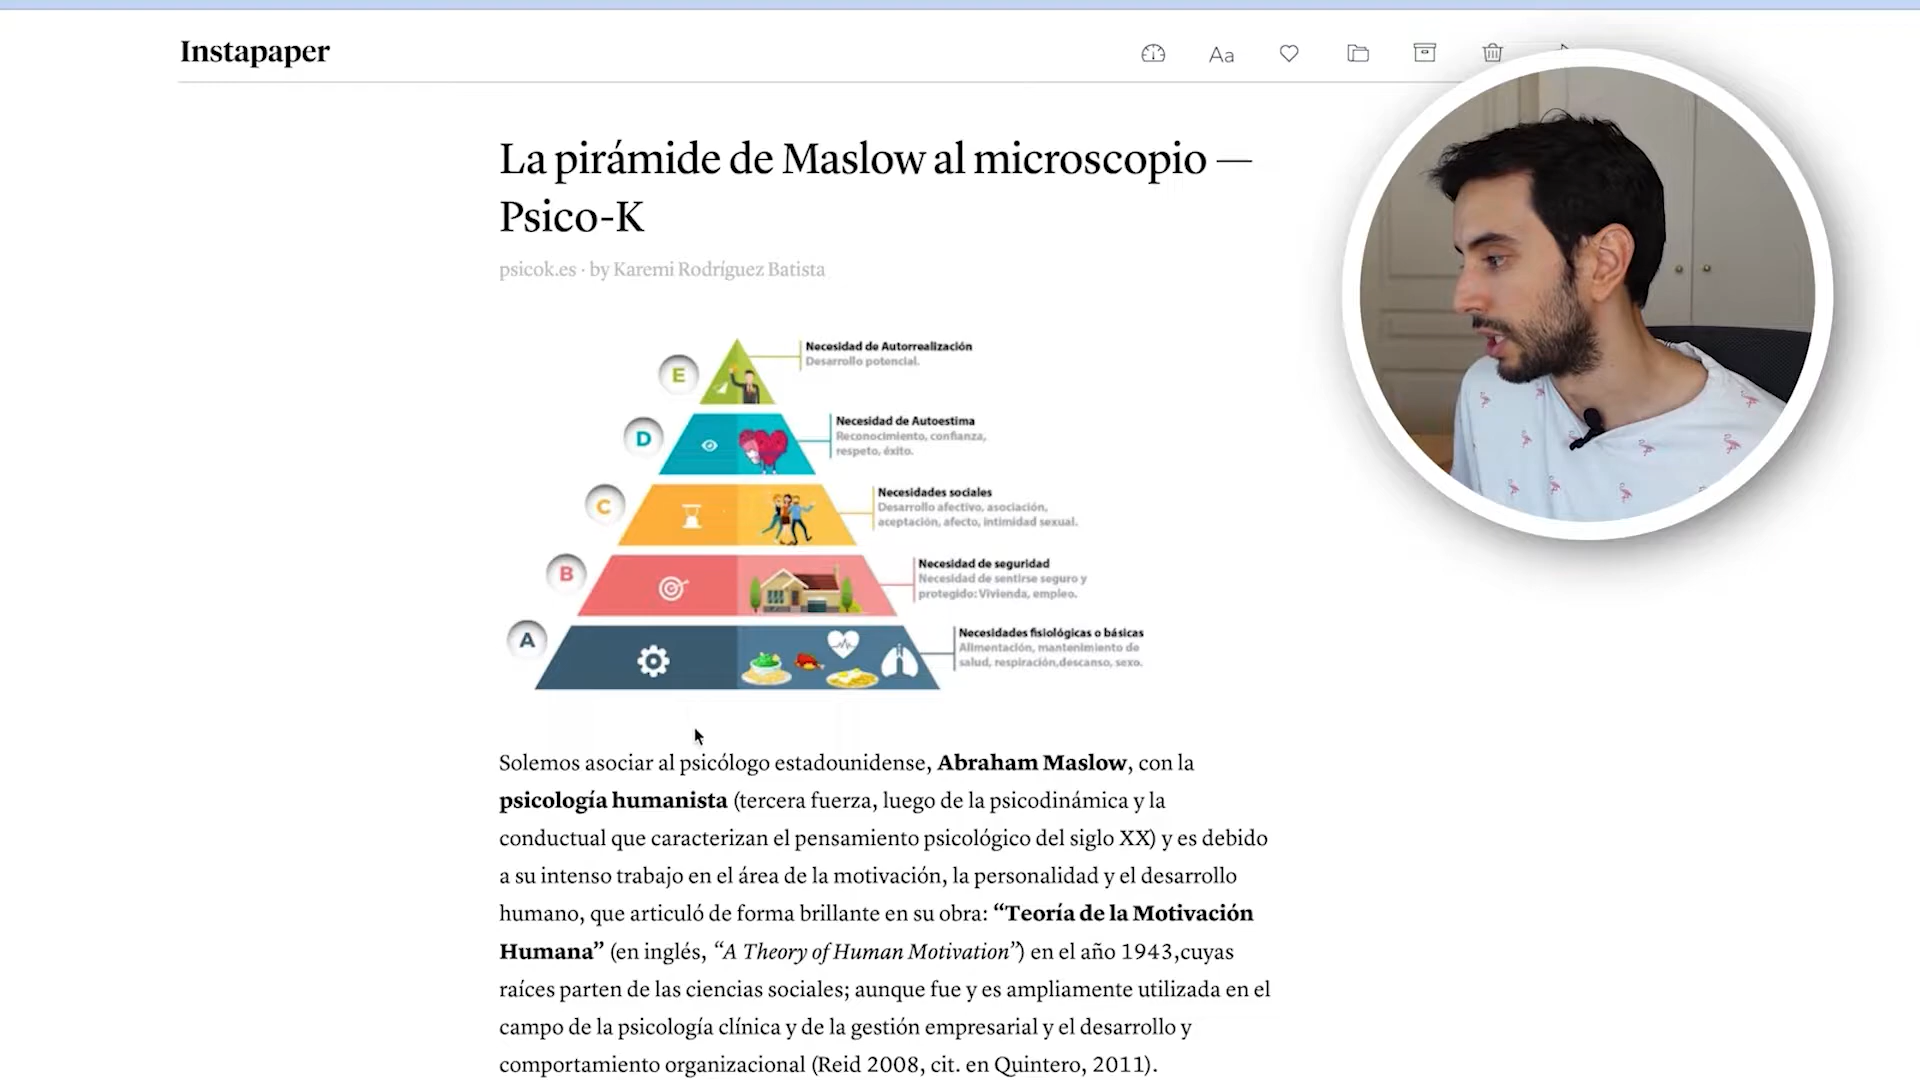 Instapaper
Aa
La pirámide de Maslow al microscopio —
Psico-K
psicok.es · by Karemi Rodríguez Batista
E
Necesidad de Autorrealización
Desarrollo potencial.
D
Necesidad de Autoestima
Reconocimiento, confianza,
respeto, éxito.
C
Necesidades sociales
Desarrollo afectivo, asociación,
aceptación, afecto, intimidad sexual.
B
Necesidad de seguridad
Necesidad de sentirse seguro y
protegido: Vivienda, empleo.
A
Necesidades fisiológicas o básicas
Alimentación, mantenimiento de
salud, respiración,descanso, sexo.
Solemos asociar al psicólogo estadounidense, Abraham Maslow, con la
psicología humanista (tercera fuerza, luego de la psicodinámica y la
conductual que caracterizan el pensamiento psicológico del siglo XX) y es debido
a su intenso trabajo en el área de la motivación, la personalidad y el desarrollo
humano, que articuló de forma brillante en su obra: “Teoría de la Motivación
Humana” (en inglés, “A Theory of Human Motivation”) en el año 1943,cuyas
raíces parten de las ciencias sociales; aunque fue y es ampliamente utilizada en el
campo de la psicología clínica y de la gestión empresarial y el desarrollo y
comportamiento organizacional (Reid 2008, cit. en Quintero, 2011).